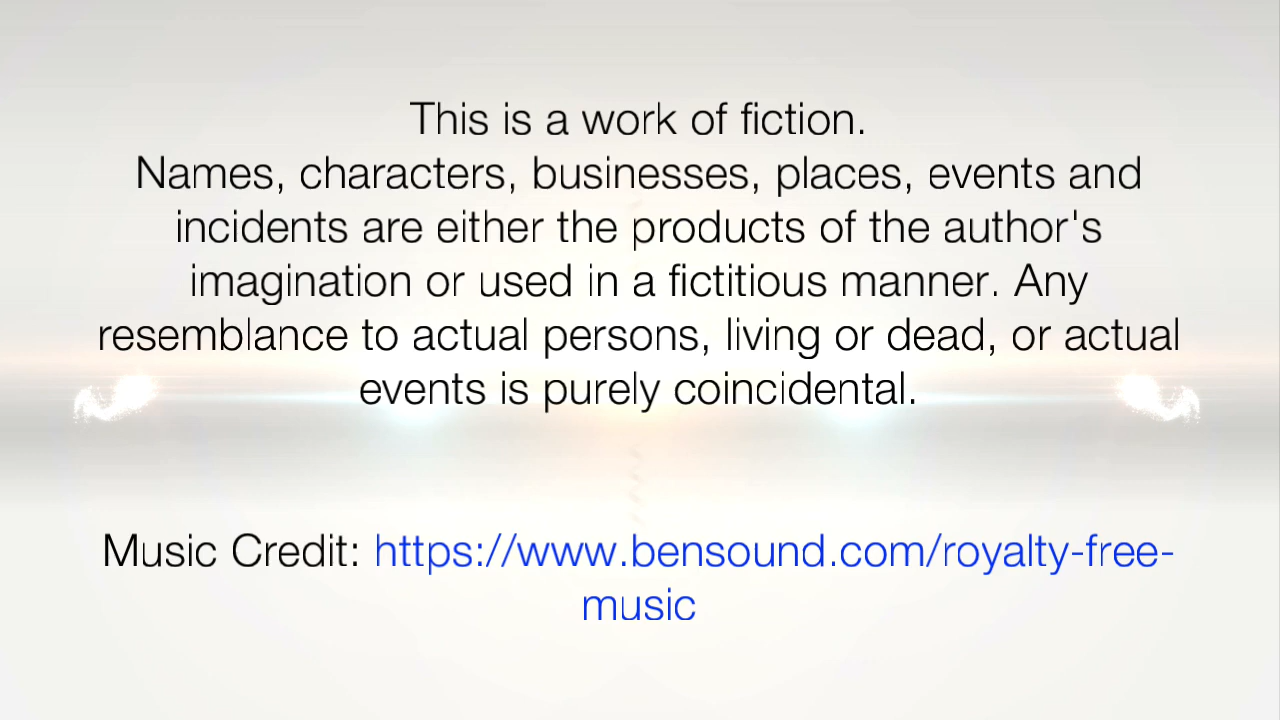 This is a work of fiction.
Names, characters, businesses, places, events and
incidents are either the products of the author's
imagination or used in a fictitious manner. Any
resemblance to actual persons, living or dead, or actual
events is purely coincidental.
Music Credit: https://www.bensound.com/royalty-free-
music